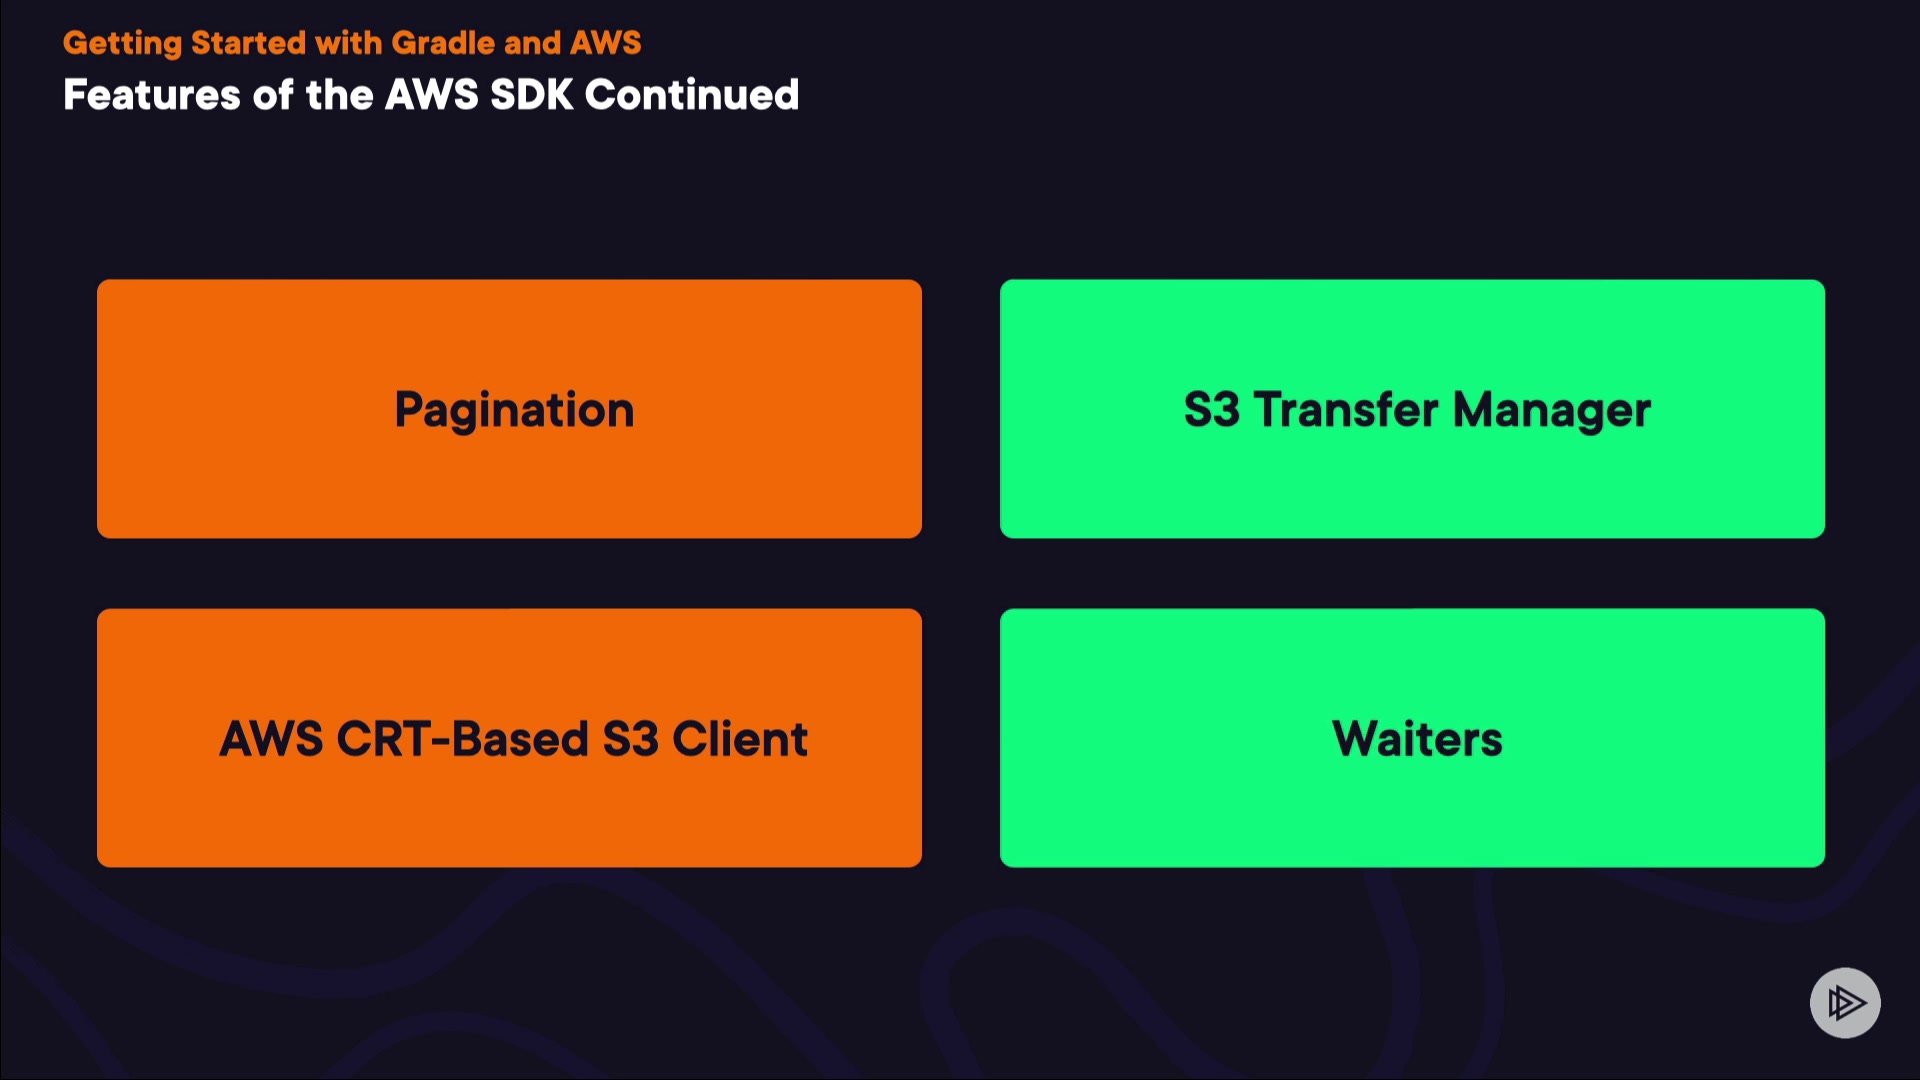 Getting Started with Gradle and AWS
Features of the AWS SDK Continued
Pagination
S3 Transfer Manager
AWS CRT-Based S3 Client
Waiters